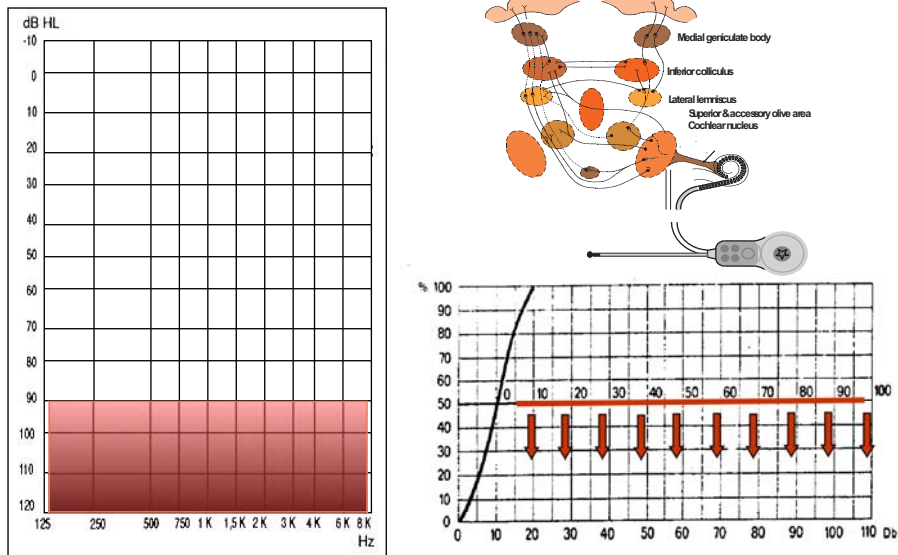 dB HL
-10
0
10
20
30
40
50
60
70
80
90
100
110
120
125 250 500 750 1 K 1,5 K 2 K 3 K 4 K 6 K 8 K
Hz
Medial geniculate body
Inferior colliculus
Lateral lemniscus
Superior & accessory olive area
Cochlear nucleus
% 100
90
80
70
60
0 10 20 30 40 50 60 70 80 90 100
50
40
30
20
10
0
0 10 20 30 40 50 60 70 80 90 100 110 Db